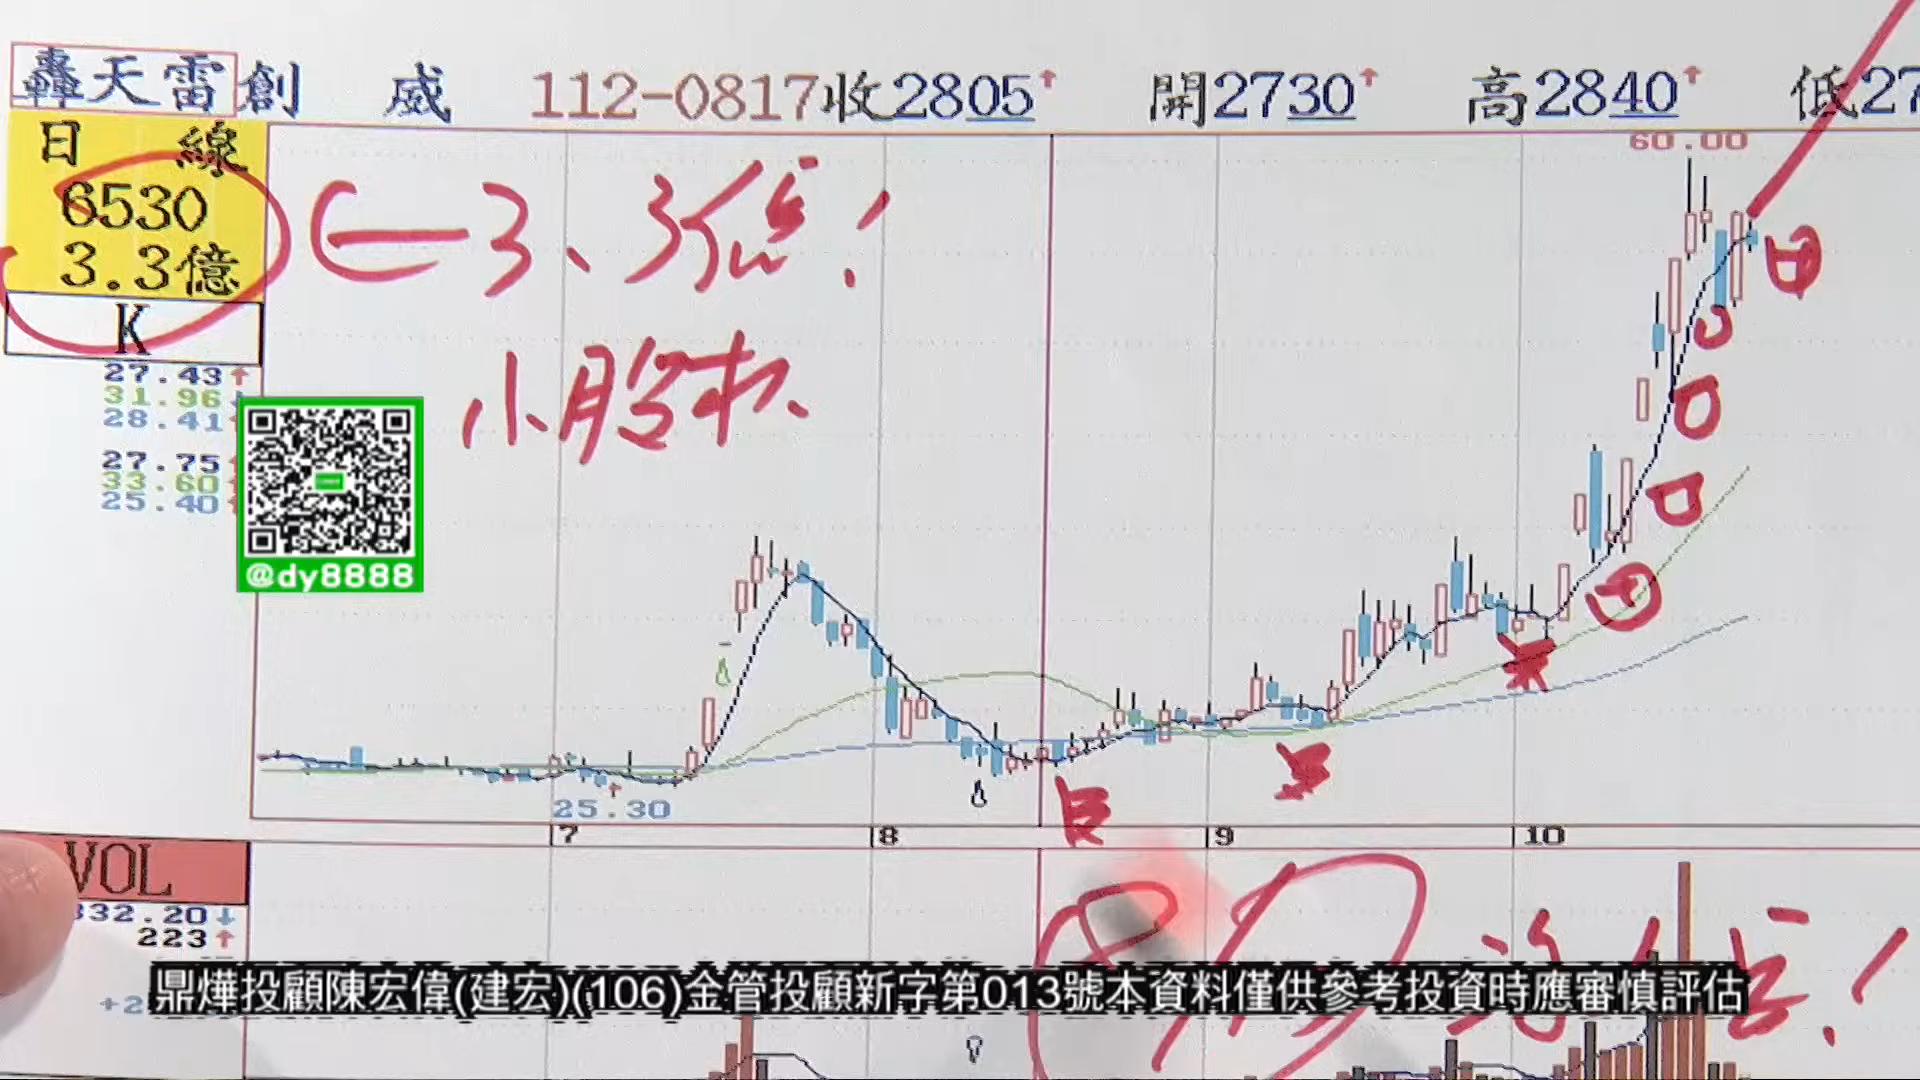 轟天雷創 威 112-0817收2805↑ 開2730↑ 高2840↑ 低27
日 線
6530
3.3億
K
27.43↑
31.96↓
28.41↑
27.75
33.60
25.40
@dy8888
3、3億!
小股本
60.00
25.30
7 8 9 10
VOL
332.20↓
223↑
+2
鼎燁投顧陳宏偉(建宏)(106)金管投顧新字第013號本資料僅供參考投資時應審慎評估